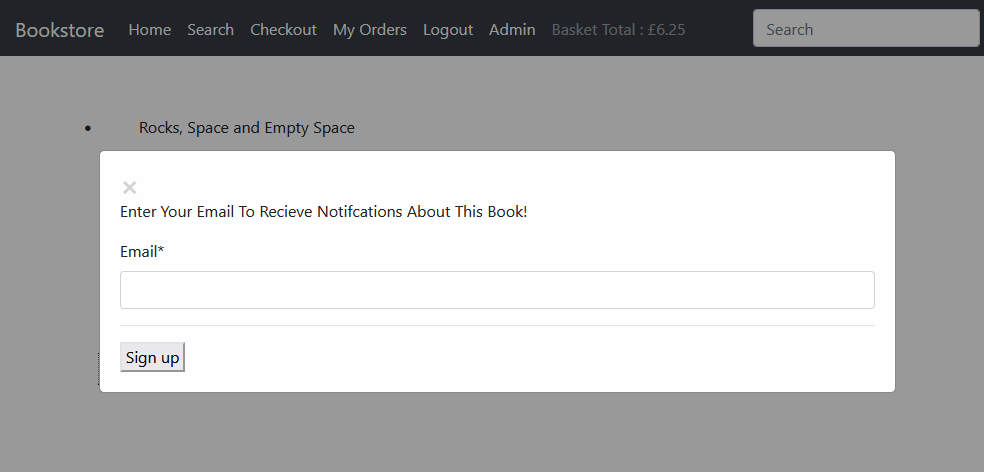 Bookstore Home Search Checkout My Orders Logout Admin Basket Total : £6.25 Search
Rocks, Space and Empty Space
Enter Your Email To Recieve Notifcations About This Book!
Email*
Sign up